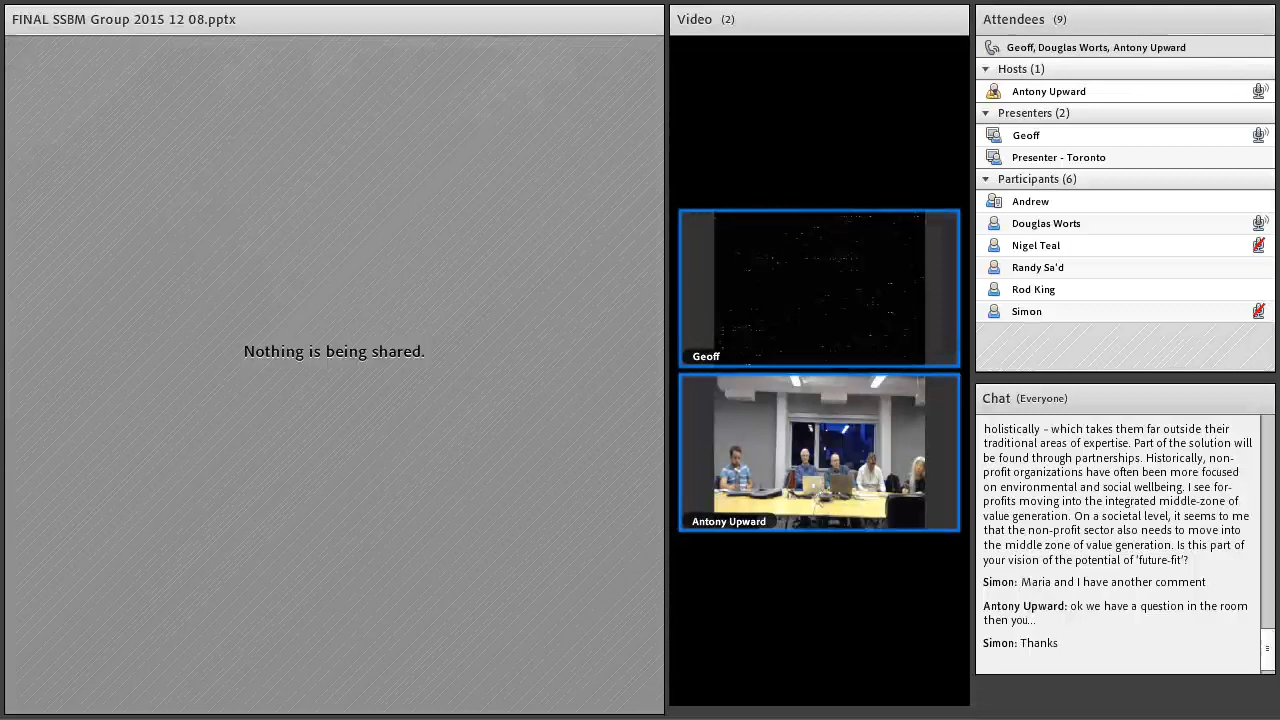 FINAL SSBM Group 2015 12 08.pptx
Nothing is being shared.
Video (2)
Geoff
Antony Upward
Attendees (9)
Geoff, Douglas Worts, Antony Upward
Hosts (1)
Antony Upward
Presenters (2)
Geoff
Presenter - Toronto
Participants (6)
Andrew
Douglas Worts
Nigel Teal
Randy Sa'd
Rod King
Simon
Chat (Everyone)
holistically – which takes them far outside their
traditional areas of expertise. Part of the solution will
be found through partnerships. Historically, non-
profit organizations have often been more focused
on environmental and social wellbeing. I see for-
profits moving into the integrated middle-zone of
value generation. On a societal level, it seems to me
that the non-profit sector also needs to move into
the middle zone of value generation. Is this part of
your vision of the potential of 'future-fit'?
Simon: Maria and I have another comment
Antony Upward: ok we have a question in the room
then you...
Simon: Thanks